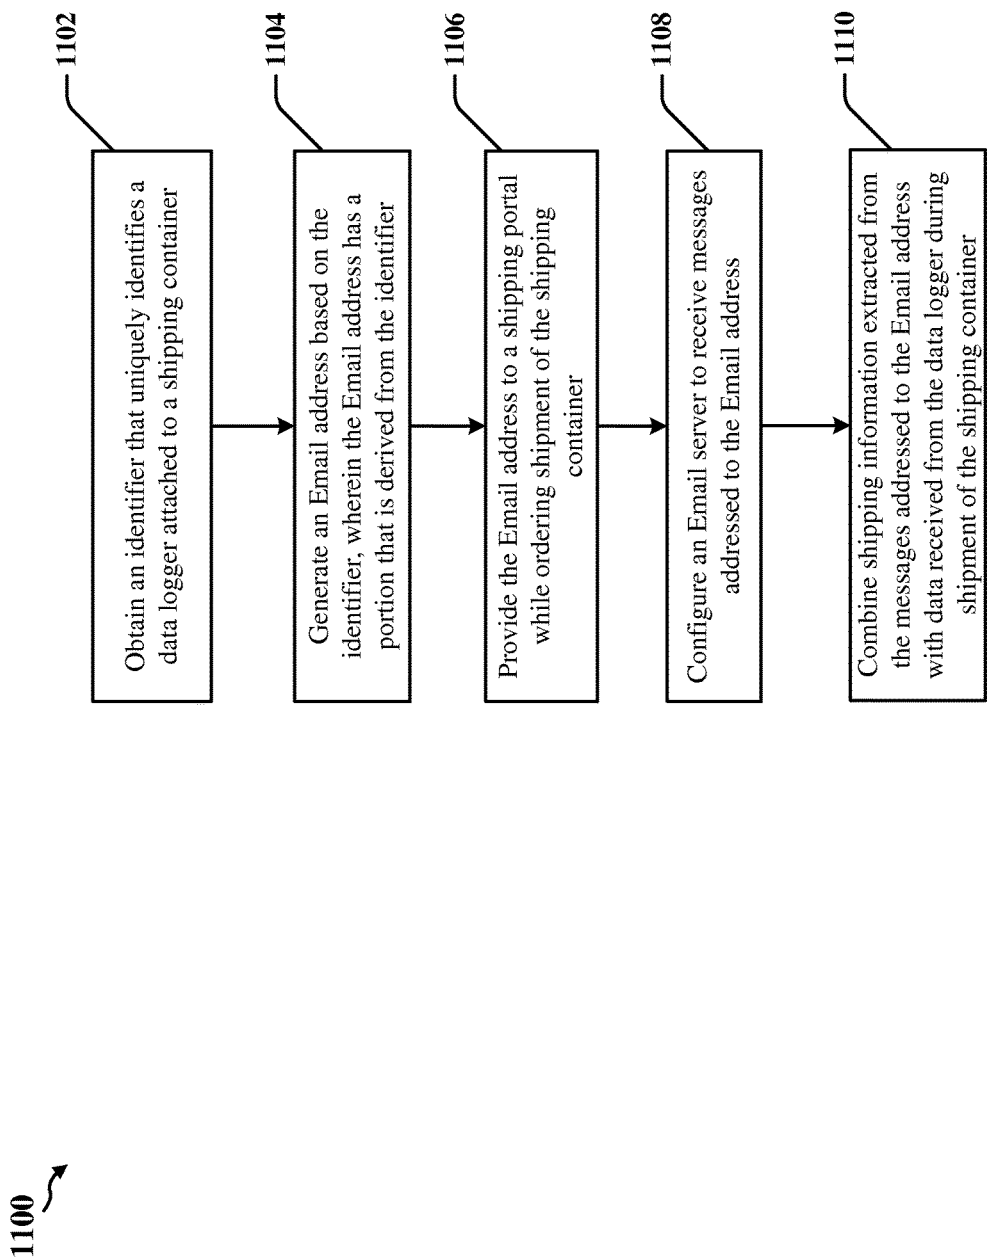 1100
1102
Obtain an identifier that uniquely identifies a
data logger attached to a shipping container
1104
Generate an Email address based on the
identifier, wherein the Email address has a
portion that is derived from the identifier
1106
Provide the Email address to a shipping portal
while ordering shipment of the shipping
container
1108
Configure an Email server to receive messages
addressed to the Email address
1110
Combine shipping information extracted from
the messages addressed to the Email address
with data received from the data logger during
shipment of the shipping container